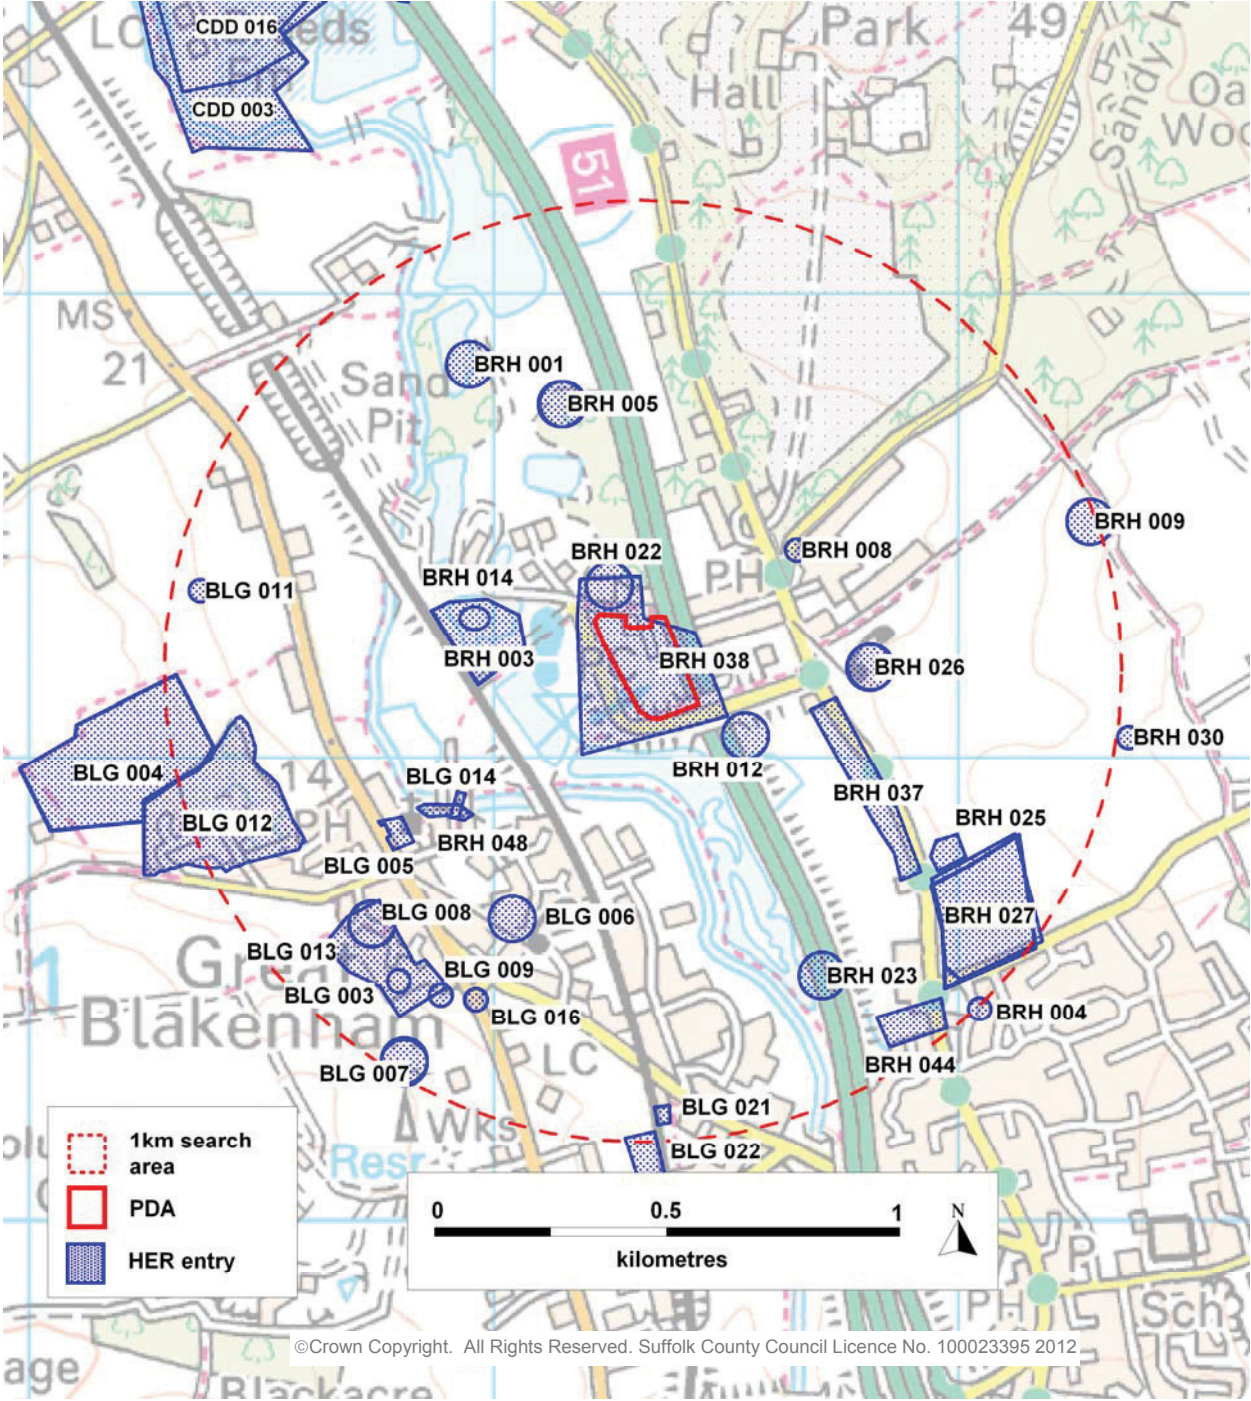 CDD 016
CDD 003
Park
49
Hall
Sandy
Oa
Woo
51
MS
21
Sand
Pit
BRH 001
BRH 005
BRH 009
BRH 008
BRH 022
PH
BRH 014
BLG 011
BRH 003
BRH 038
BRH 026
BRH 030
BLG 004
BRH 012
14
BLG 014
BRH 037
BLG 012
PH
BRH 048
BRH 025
BLG 005
BLG 008
BLG 006
BRH 027
BLG 013
1
BLG 009
BRH 023
BLG 003
BLG 016
BRH 004
Blakenham
LC
BRH 044
BLG 007
BLG 021
Wks
BLG 022
Resr
1km search
area
PDA
HER entry
0
0.5
1
kilometres
N
P
PH
Sch
©Crown Copyright. All Rights Reserved. Suffolk County Council Licence No. 100023395 2012
age
Blackacre